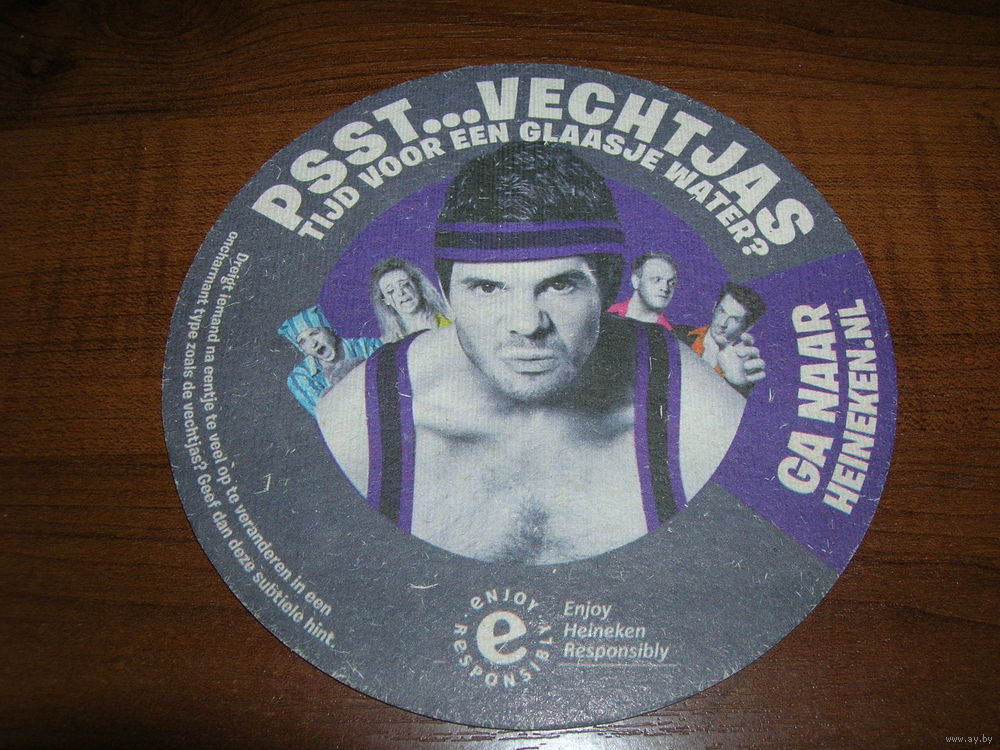 PSST...VECHTJAS
TIJD VOOR EEN GLAASJE WATER?
GA NAAR
HEINEKEN.NL
Dreigt iemand na eentje te veel op te veranderen in een
oncharmant type zoals de vechtjas? Geef dan deze subtiele hint.
ENJOY RESPONSIBLY
e
Enjoy
Heineken
Responsibly
www.ay.by